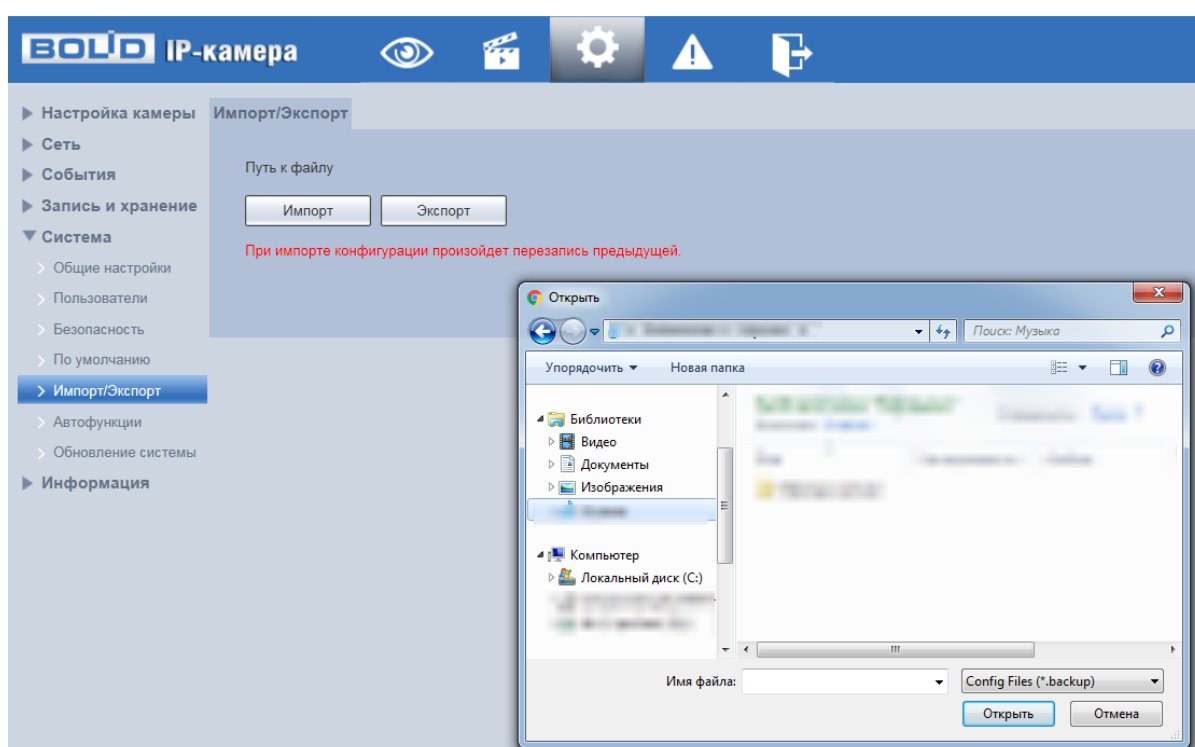 BOLID IP-камера
Настройка камеры
Сеть
События
Запись и хранение
Система
Общие настройки
Пользователи
Безопасность
По умолчанию
Импорт/Экспорт
Автофункции
Обновление системы
Информация
Импорт/Экспорт
Путь к файлу
Импорт Экспорт
При импорте конфигурации произойдет перезапись предыдущей.
Открыть
Поиск: Музыка
Упорядочить Новая папка
Библиотеки
Видео
Документы
Изображения
Компьютер
Локальный диск (C:)
Имя файла:
Config Files (*.backup)
Открыть Отмена